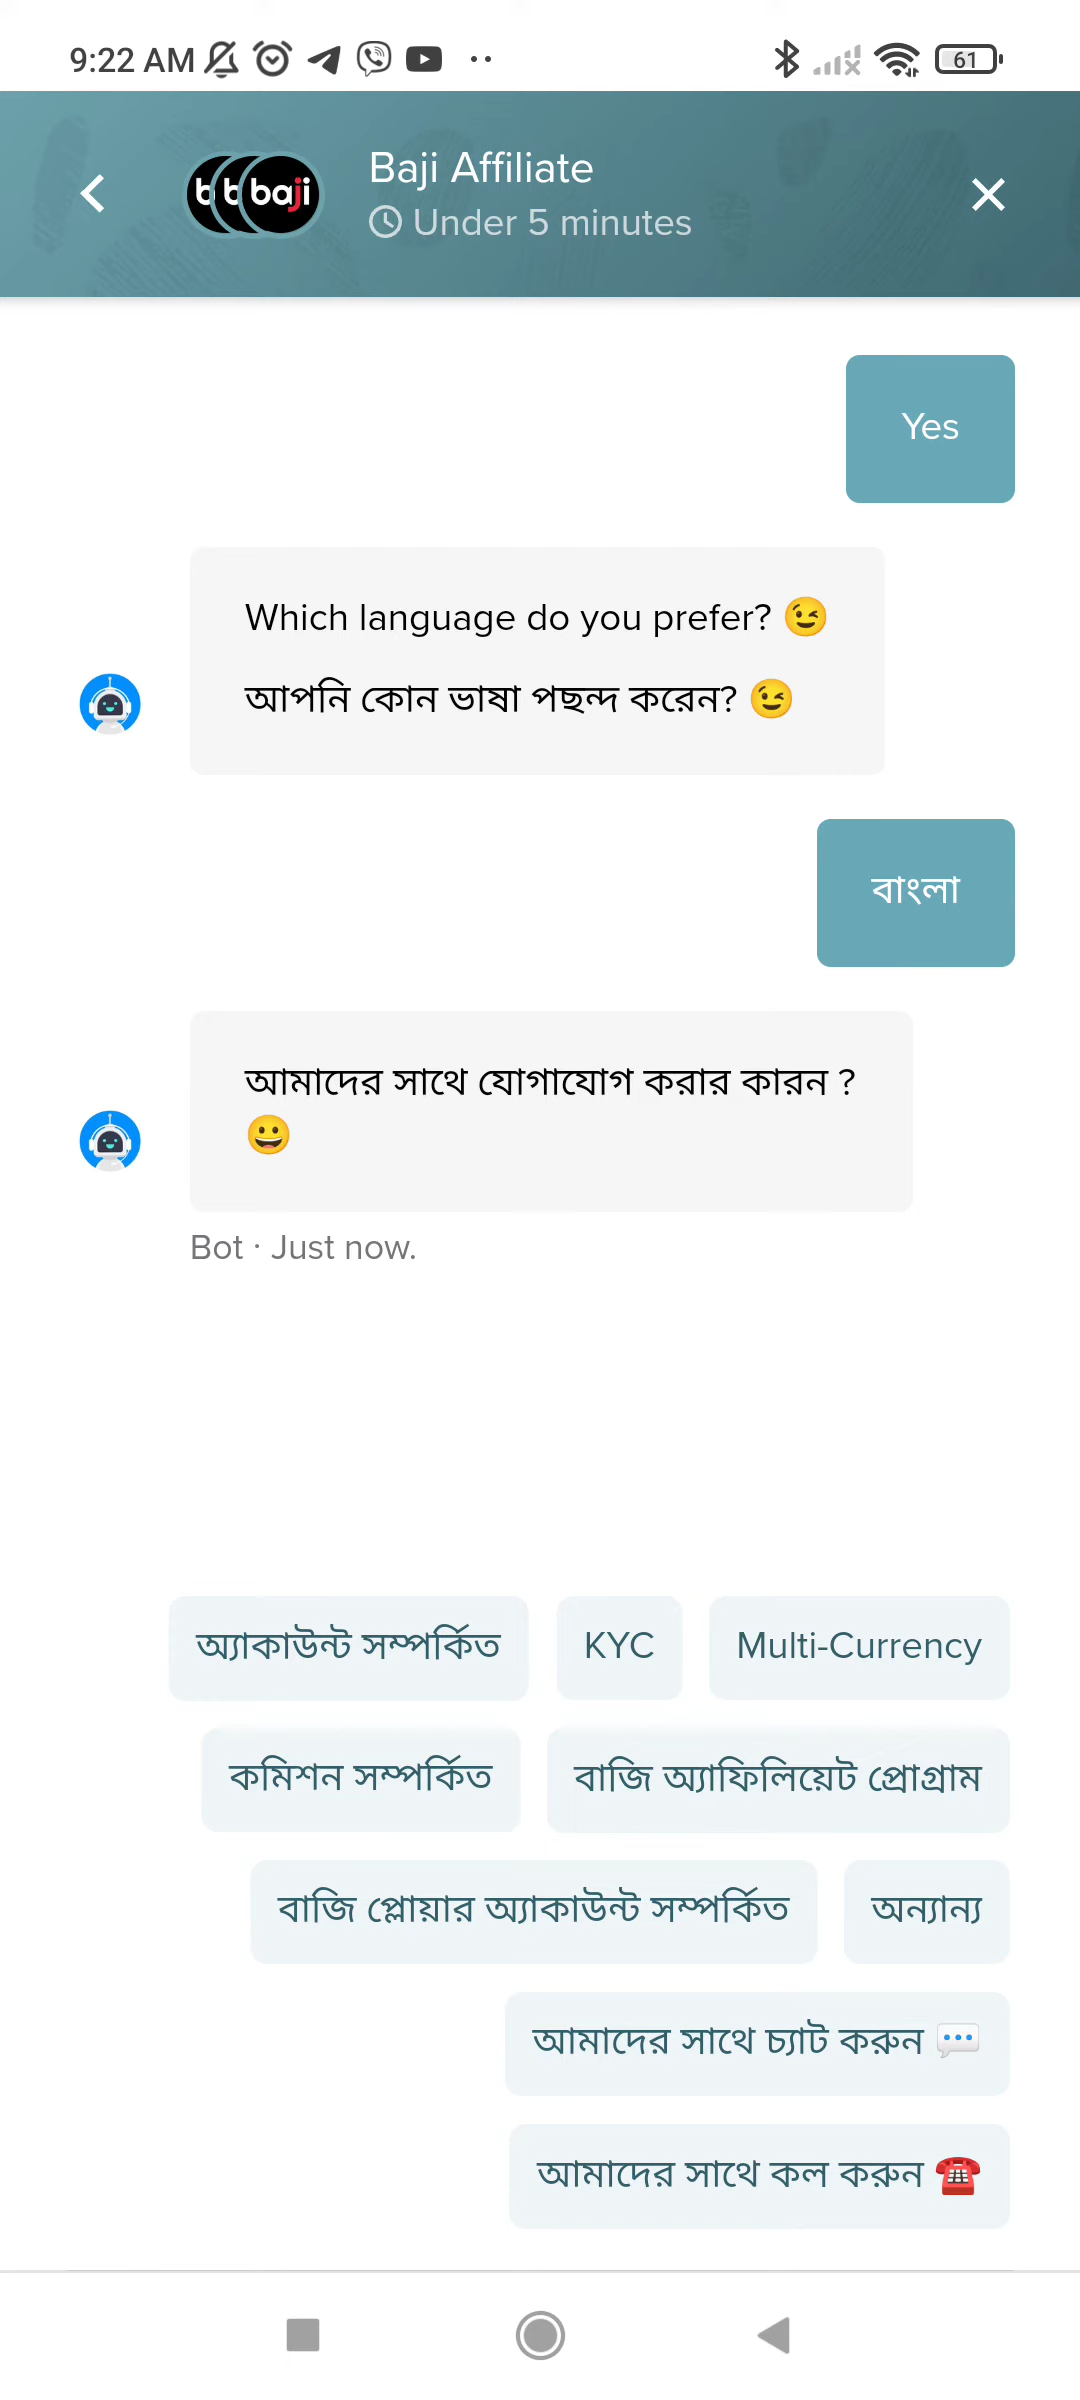 9:22 AM
61
b b baji
Baji Affiliate
Under 5 minutes
Yes
Which language do you prefer? 😉
আপনি কোন ভাষা পছন্দ করেন? 😉
বাংলা
আমাদের সাথে যোগাযোগ করার কারন ?
😀
Bot · Just now.
অ্যাকাউন্ট সম্পর্কিত KYC Multi-Currency
কমিশন সম্পর্কিত বাজি অ্যাফিলিয়েট প্রোগ্রাম
বাজি প্লেয়ার অ্যাকাউন্ট সম্পর্কিত অন্যান্য
আমাদের সাথে চ্যাট করুন 💬
আমাদের সাথে কল করুন ☎️